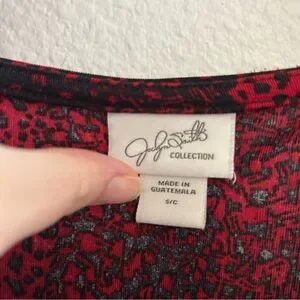 Jaclyn Smith
COLLECTION
MADE IN
GUATEMALA
S/C